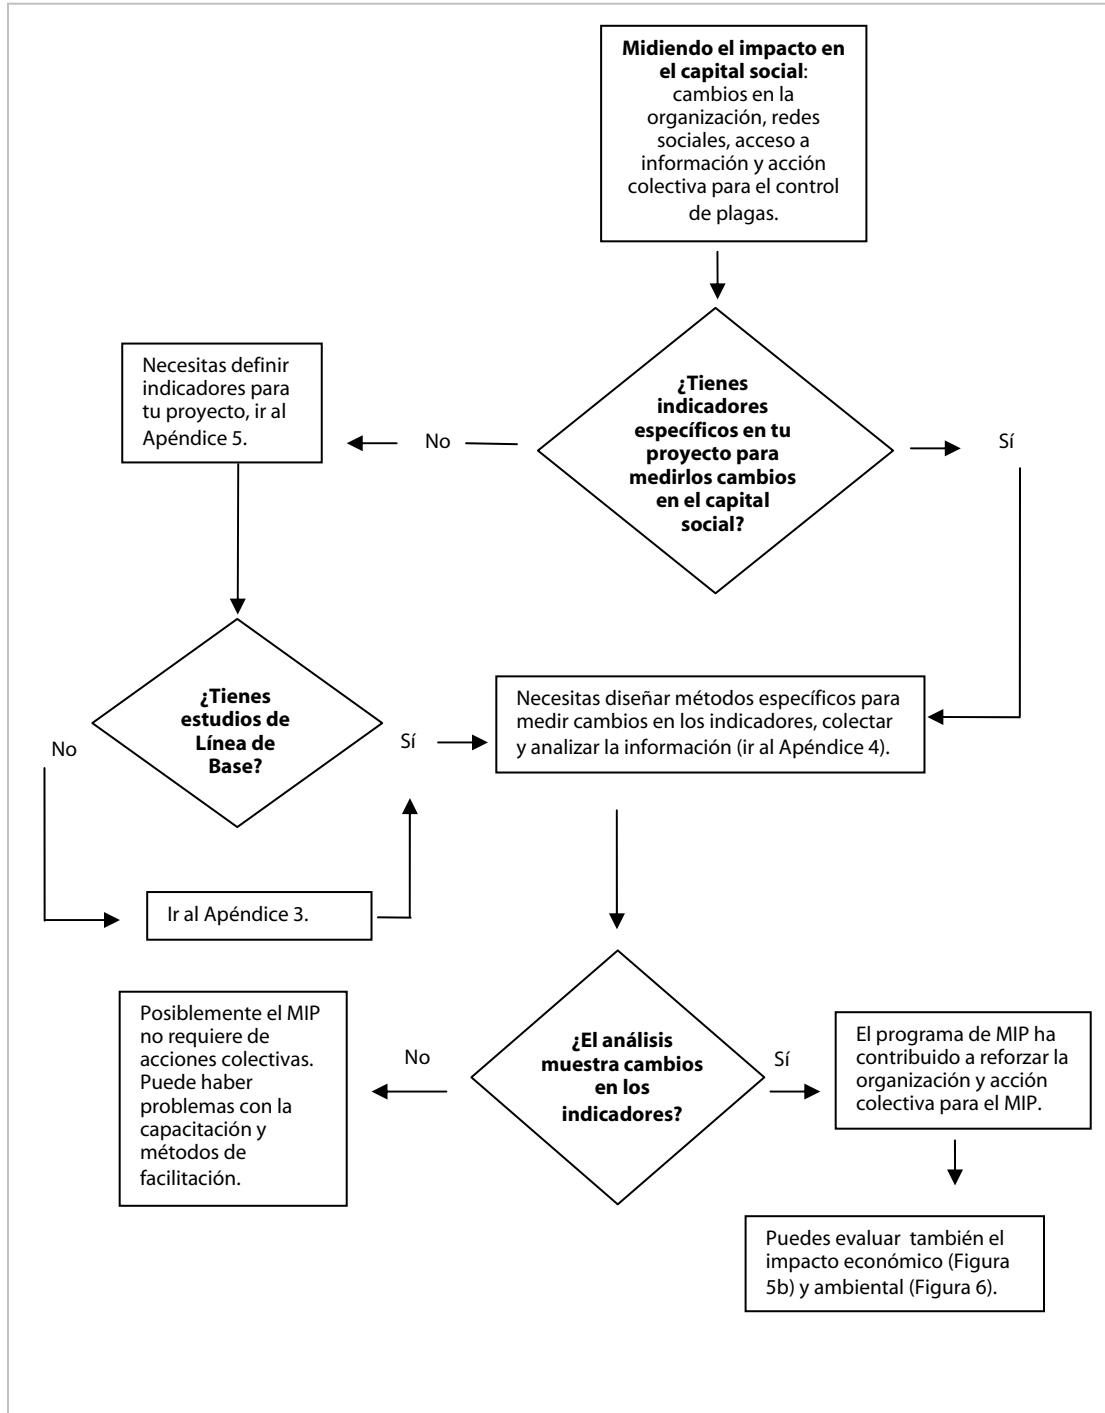 Midiendo el impacto en
el capital social:
cambios en la
organización, redes
sociales, acceso a
información y acción
colectiva para el control
de plagas.
¿Tienes
indicadores
específicos en tu
proyecto para
medirlos cambios
en el capital
social?
No
Sí
Necesitas definir
indicadores para
tu proyecto, ir al
Apéndice 5.
¿Tienes
estudios de
Línea de
Base?
No
Sí
Ir al Apéndice 3.
Necesitas diseñar métodos específicos para
medir cambios en los indicadores, colectar
y analizar la información (ir al Apéndice 4).
¿El análisis
muestra cambios
en los
indicadores?
No
Sí
Posiblemente el MIP
no requiere de
acciones colectivas.
Puede haber
problemas con la
capacitación y
métodos de
facilitación.
El programa de MIP ha
contribuido a reforzar la
organización y acción
colectiva para el MIP.
Puedes evaluar también el
impacto económico (Figura
5b) y ambiental (Figura 6).